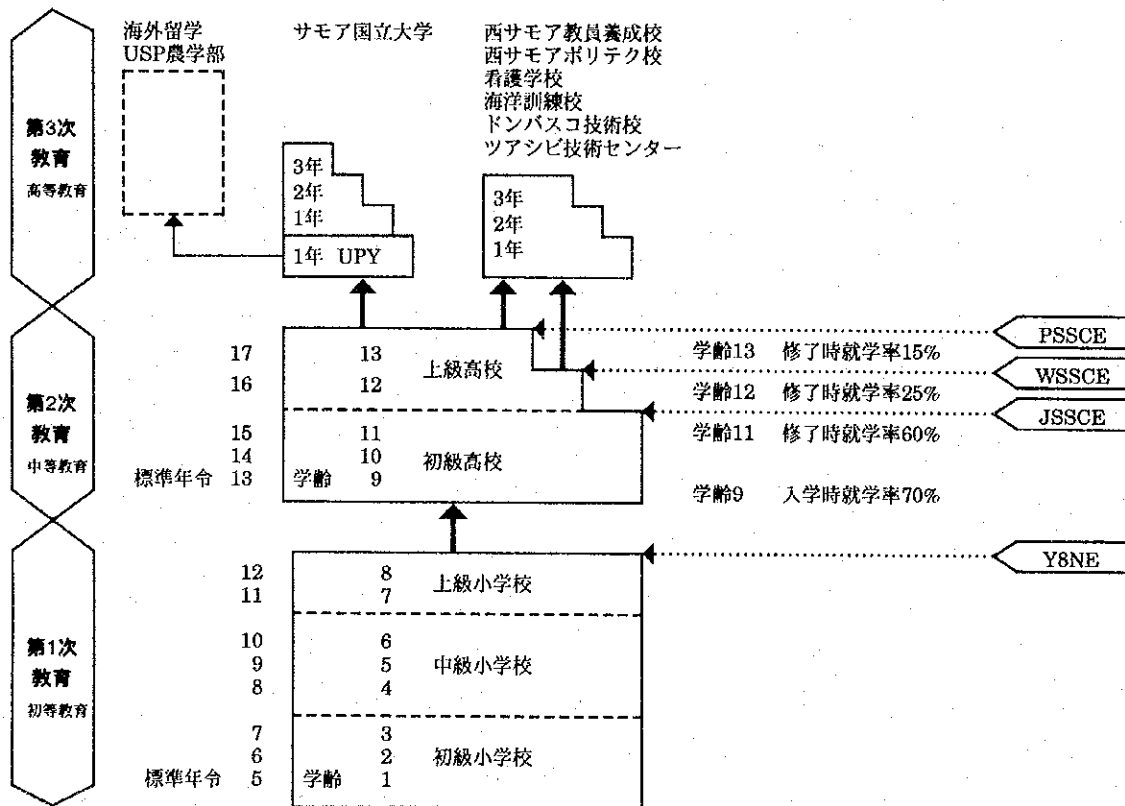 海外留学
USP農学部
サモア国立大学
西サモア教員養成校
西サモアポリテク校
看護学校
海洋訓練校
ドンバスコ技術校
ツアシビ技術センター
第3次
教育
高等教育
3年
2年
1年
1年 UPY
3年
2年
1年
PSSCE
17 13 上級高校 学齢13 修了時就学率15%
WSSCE
16 12 学齢12 修了時就学率25%
JSSCE
第2次
教育
中等教育
15 11 学齢11 修了時就学率60%
14 10 初級高校
標準年令 13 学齢 9
学齢9 入学時就学率70%
Y8NE
12 8 上級小学校
11 7
第1次
教育
初等教育
10 6
9 5 中級小学校
8 4
7 3
6 2 初級小学校
標準年令 5 学齢 1